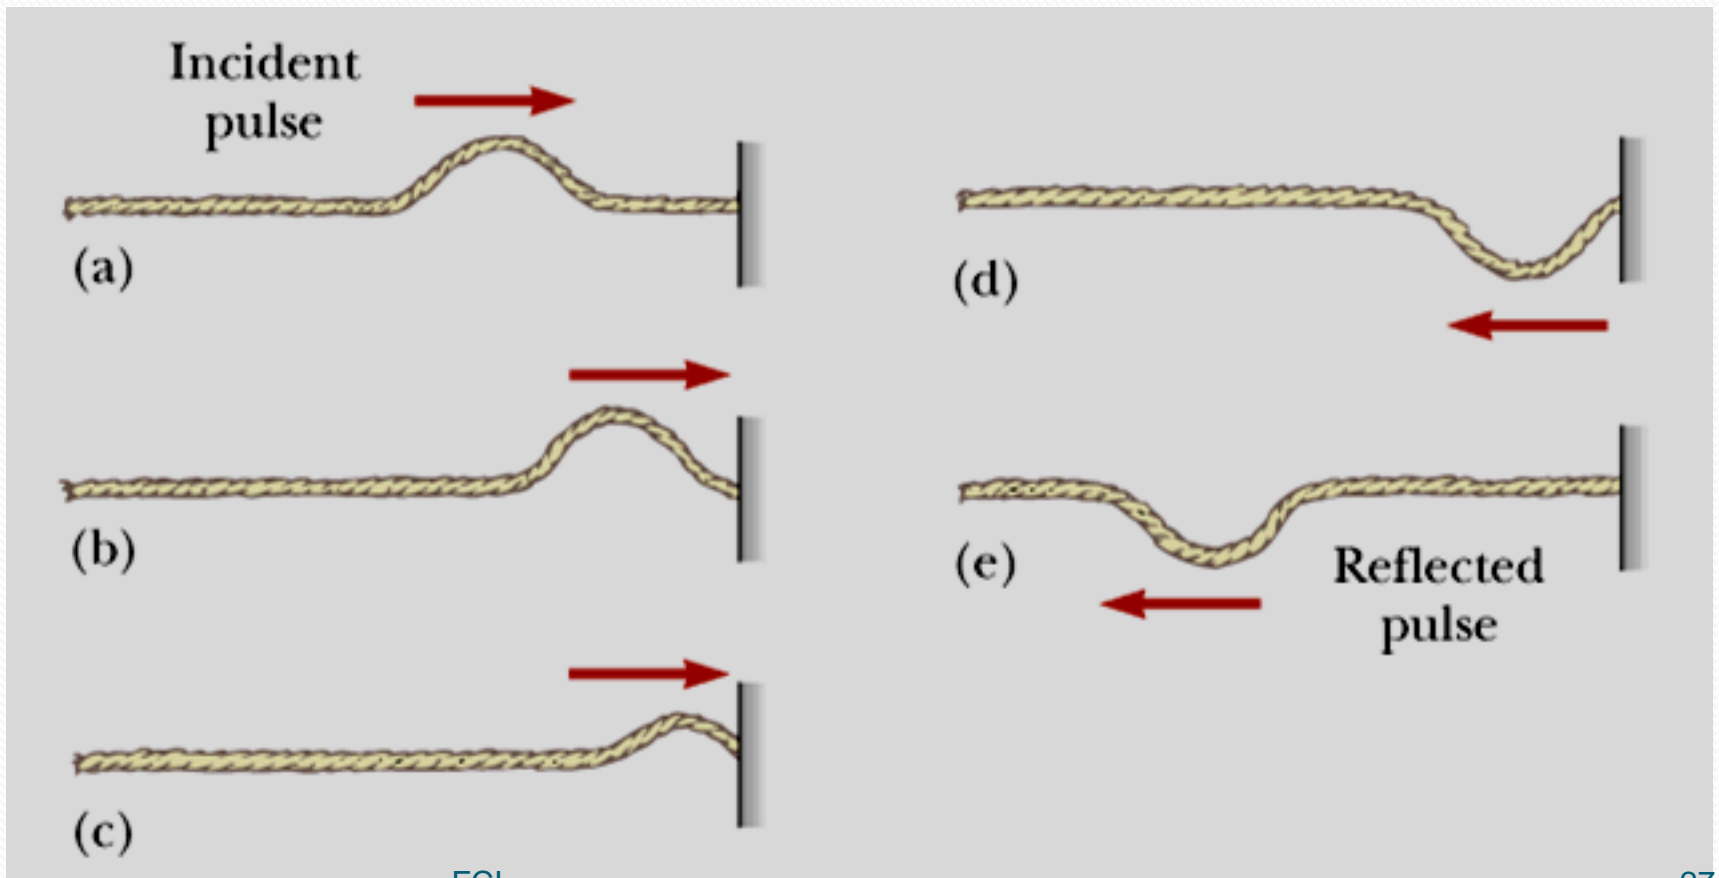 Incident
pulse
(a)
(b)
(c)
(d)
(e)
Reflected
pulse